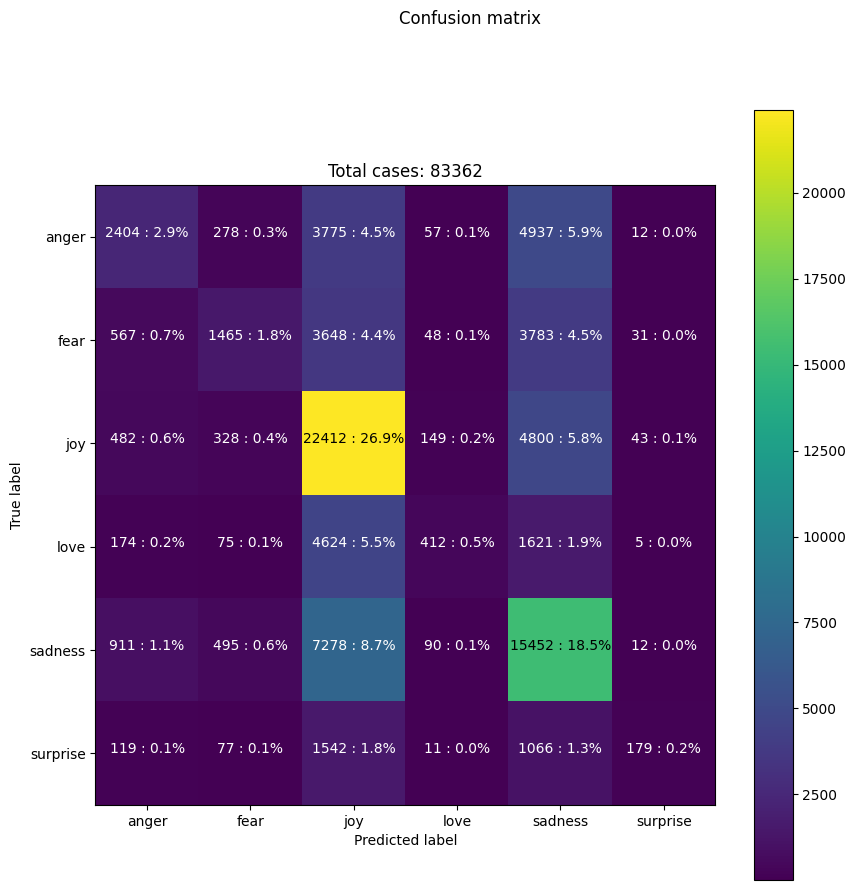 Confusion matrix
Total cases: 83362
anger 2404 : 2.9% 278 : 0.3% 3775 : 4.5% 57 : 0.1% 4937 : 5.9% 12 : 0.0%
fear 567 : 0.7% 1465 : 1.8% 3648 : 4.4% 48 : 0.1% 3783 : 4.5% 31 : 0.0%
joy 482 : 0.6% 328 : 0.4% 22412 : 26.9% 149 : 0.2% 4800 : 5.8% 43 : 0.1%
love 174 : 0.2% 75 : 0.1% 4624 : 5.5% 412 : 0.5% 1621 : 1.9% 5 : 0.0%
sadness 911 : 1.1% 495 : 0.6% 7278 : 8.7% 90 : 0.1% 15452 : 18.5% 12 : 0.0%
surprise 119 : 0.1% 77 : 0.1% 1542 : 1.8% 11 : 0.0% 1066 : 1.3% 179 : 0.2%
anger fear joy love sadness surprise
Predicted label
True label
20000
17500
15000
12500
10000
7500
5000
2500